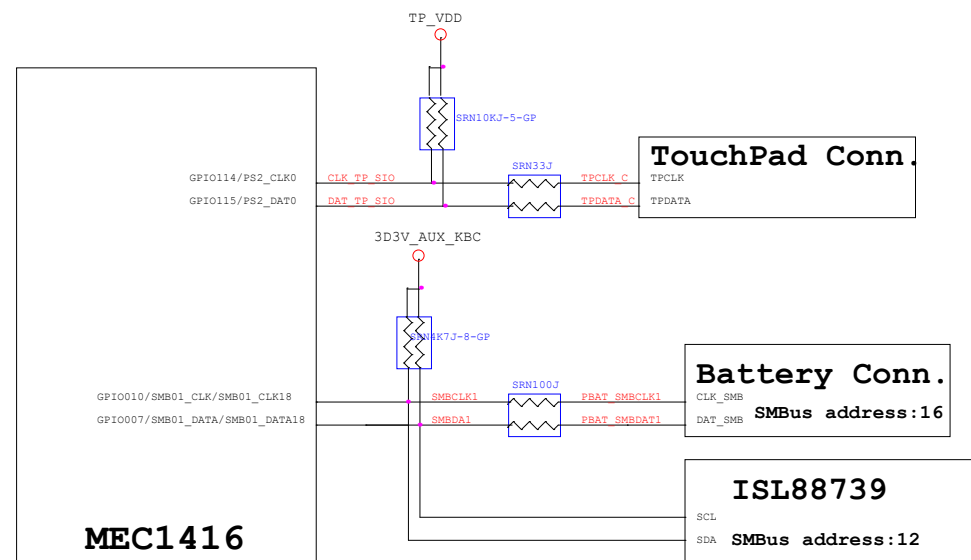 TP_VDD
SRN10KJ-5-GP
TouchPad Conn.
GPIO114/PS2_CLK0 CLK_TP_SIO SRN33J TPCLK_C TPCLK
GPIO115/PS2_DAT0 DAT_TP_SIO TPDATA_C TPDATA
3D3V_AUX_KBC
SRN4K7J-8-GP
Battery Conn.
GPIO010/SMB01_CLK/SMB01_CLK18 SMBCLK1 SRN100J PBAT_SMBCLK1 CLK_SMB
SMBus address:16
GPIO007/SMB01_DATA/SMB01_DATA18 SMBDA1 PBAT_SMBDAT1 DAT_SMB
ISL88739
SCL
SDA SMBus address:12
MEC1416